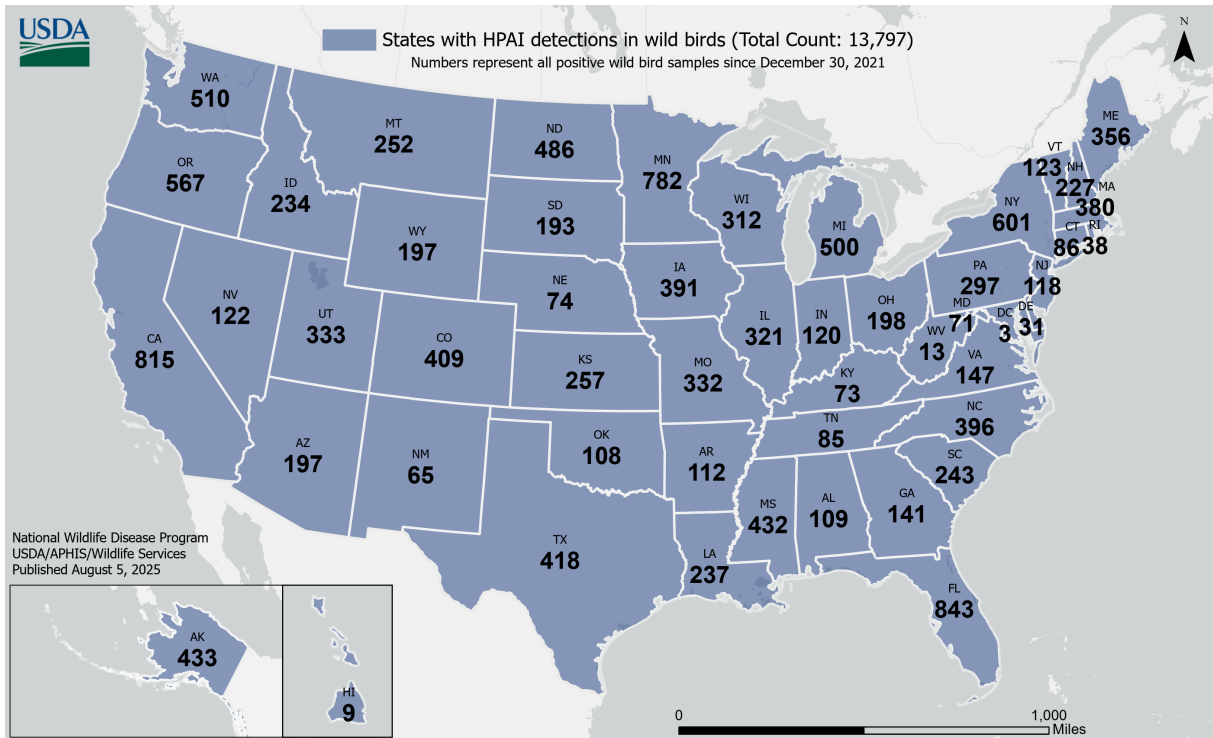 USDA
States with HPAI detections in wild birds (Total Count: 13,797)
Numbers represent all positive wild bird samples since December 30, 2021
N
WA
510
MT
252
ND
486
MN
782
ME
356
VT
123
NH
227
MA
380
OR
567
ID
234
SD
193
WI
312
MI
500
NY
601
CT
86
RI
38
WY
197
NE
74
IA
391
PA
297
NJ
118
NV
122
UT
333
CO
409
IL
321
IN
120
OH
198
MD
71
DC
3
DE
31
WV
13
VA
147
CA
815
KS
257
MO
332
KY
73
NC
396
TN
85
SC
243
AZ
197
NM
65
OK
108
AR
112
MS
432
AL
109
GA
141
TX
418
LA
237
FL
843
National Wildlife Disease Program
USDA/APHIS/Wildlife Services
Published August 5, 2025
AK
433
HI
9
0
1,000
Miles